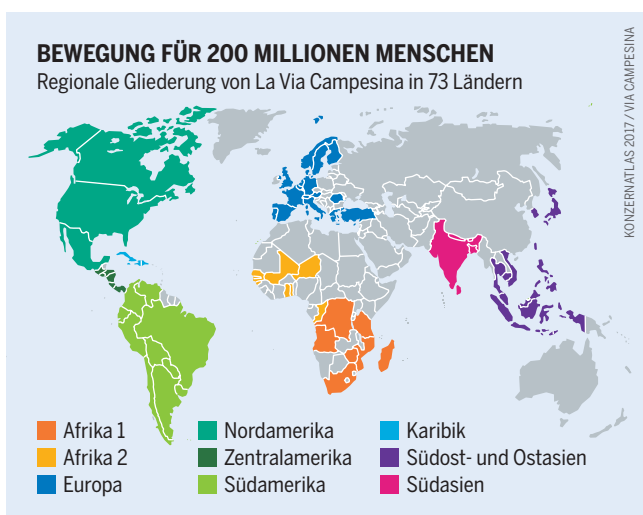 BEWEGUNG FÜR 200 MILLIONEN MENSCHEN
Regionale Gliederung von La Via Campesina in 73 Ländern
KONZERNATLAS 2017 / VIA CAMPESINA
Afrika 1
Afrika 2
Europa
Nordamerika
Zentralamerika
Südamerika
Karibik
Südost- und Ostasien
Südasien